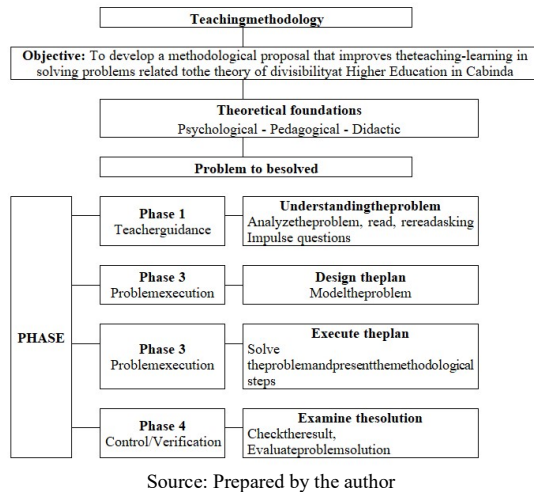 Teachingmethodology
Objective: To develop a methodological proposal that improves theteaching-learning in
solving problems related tothe theory of divisibilityat Higher Education in Cabinda
Theoretical foundations
Psychological - Pedagogical - Didactic
Problem to besolved
PHASE
Phase 1
Teacherguidance
Understandingtheproblem
Analyzetheproblem, read, rereadasking
Impulse questions
Phase 3
Problemexecution
Design theplan
Modeltheproblem
Phase 3
Problemexecution
Execute theplan
Solve
theproblemandpresentthemethodological
steps
Phase 4
Control/Verification
Examine thesolution
Checktheresult,
Evaluateproblemsolution
Source: Prepared by the author